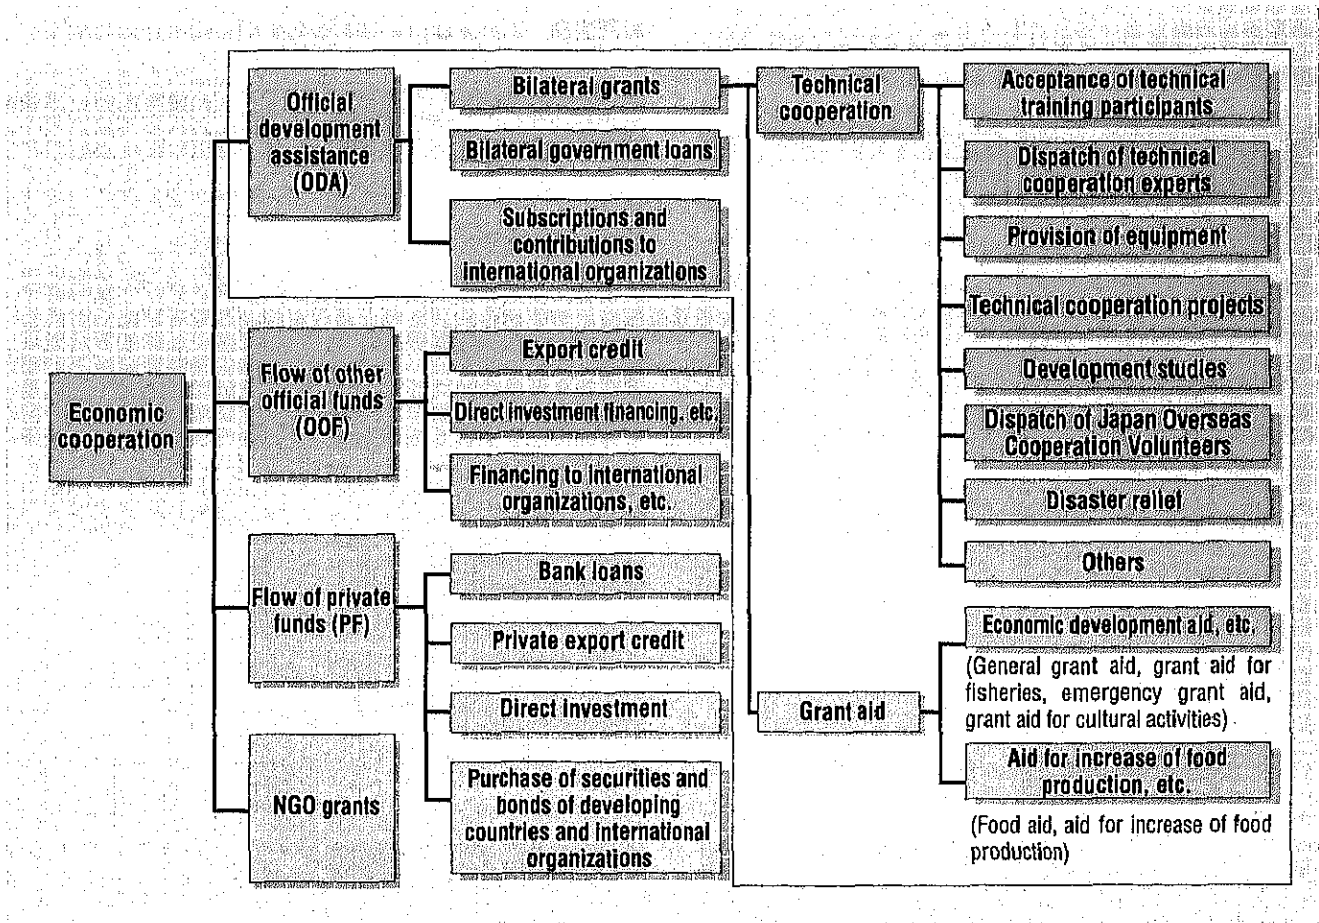 Economic
cooperation
Official
development
assistance
(ODA)
Bilateral grants
Bilateral government loans
Subscriptions and
contributions to
international organizations
Technical
cooperation
Acceptance of technical
training participants
Dispatch of technical
cooperation experts
Provision of equipment
Technical cooperation projects
Development studies
Dispatch of Japan Overseas
Cooperation Volunteers
Disaster relief
Others
Grant aid
Economic development aid, etc.
(General grant aid, grant aid for
fisheries, emergency grant aid,
grant aid for cultural activities)
Aid for increase of food
production, etc.
(Food aid, aid for increase of food
production)
Flow of other
official funds
(OOF)
Export credit
Direct investment financing, etc.
Financing to international
organizations, etc.
Flow of private
funds (PF)
Bank loans
Private export credit
Direct investment
Purchase of securities and
bonds of developing
countries and international
organizations
NGO grants